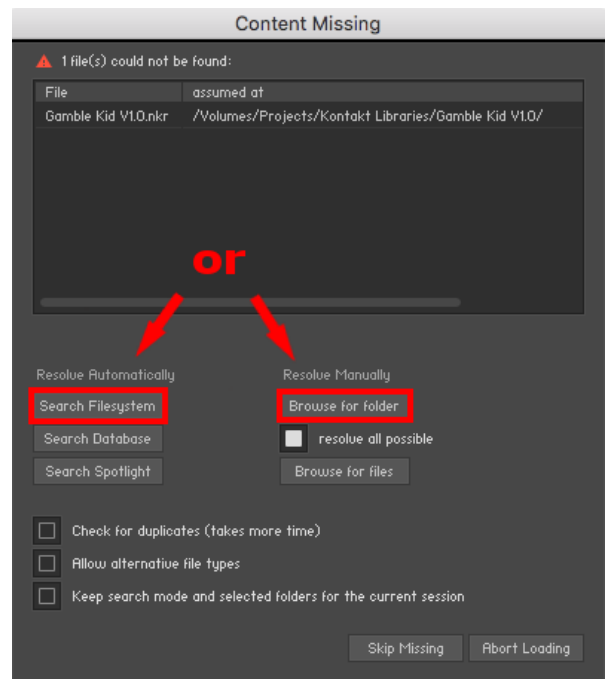 Content Missing
1 file(s) could not be found:
File assumed at
Gamble Kid V1.0.nkr /Volumes/Projects/Kontakt Libraries/Gamble Kid V1.0/
or
Resolve Automatically Resolve Manually
Search Filesystem Browse for folder
Search Database resolve all possible
Search Spotlight Browse for files
Check for duplicates (takes more time)
Allow alternative file types
Keep search mode and selected folders for the current session
Skip Missing Abort Loading